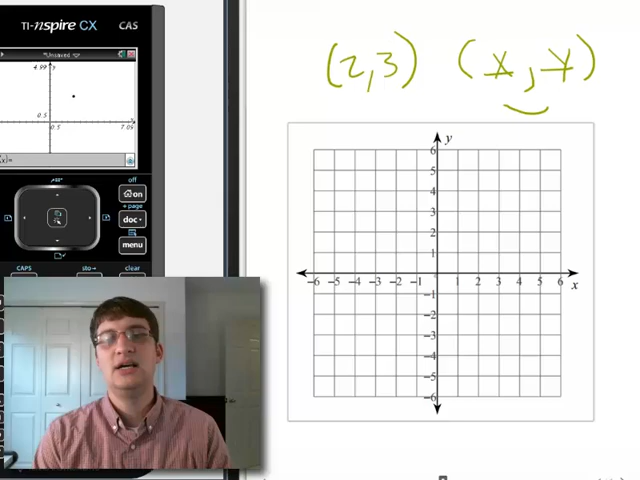 TI-nspire CX CAS
*Unsaved
4.99 y
0.5
0.5 7.05
off
on
+ page
doc
menu
CAPS sto→ clear
(2,3) (x,y)
y
6
5
4
3
2
1
-6 -5 -4 -3 -2 -1 1 2 3 4 5 6
x
-1
-2
-3
-4
-5
-6